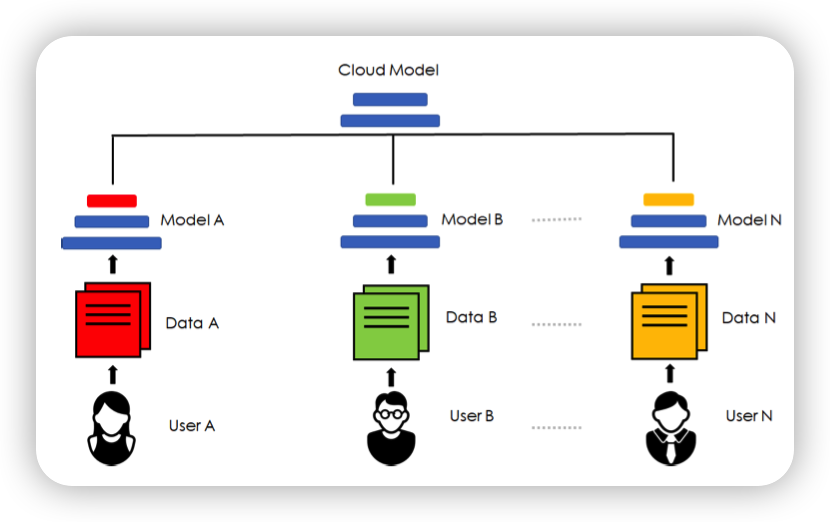 Cloud Model
Model A
Model B
Model N
Data A
Data B
Data N
User A
User B
User N